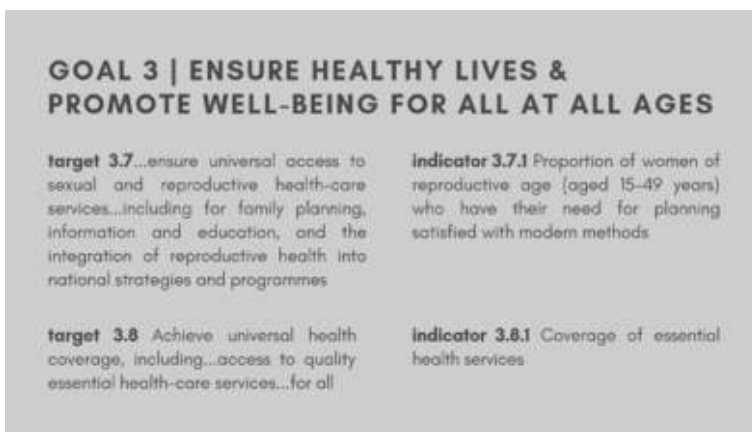 GOAL 3 | ENSURE HEALTHY LIVES &
PROMOTE WELL-BEING FOR ALL AT ALL AGES
target 3.7...ensure universal access to
sexual and reproductive health-care
services...including for family planning,
information and education, and the
integration of reproductive health into
national strategies and programmes
indicator 3.7.1 Proportion of women of
reproductive age (aged 15-49 years)
who have their need for planning
satisfied with modern methods
target 3.8 Achieve universal health
coverage, including...access to quality
essential health-care services...for all
indicator 3.8.1 Coverage of essential
health services